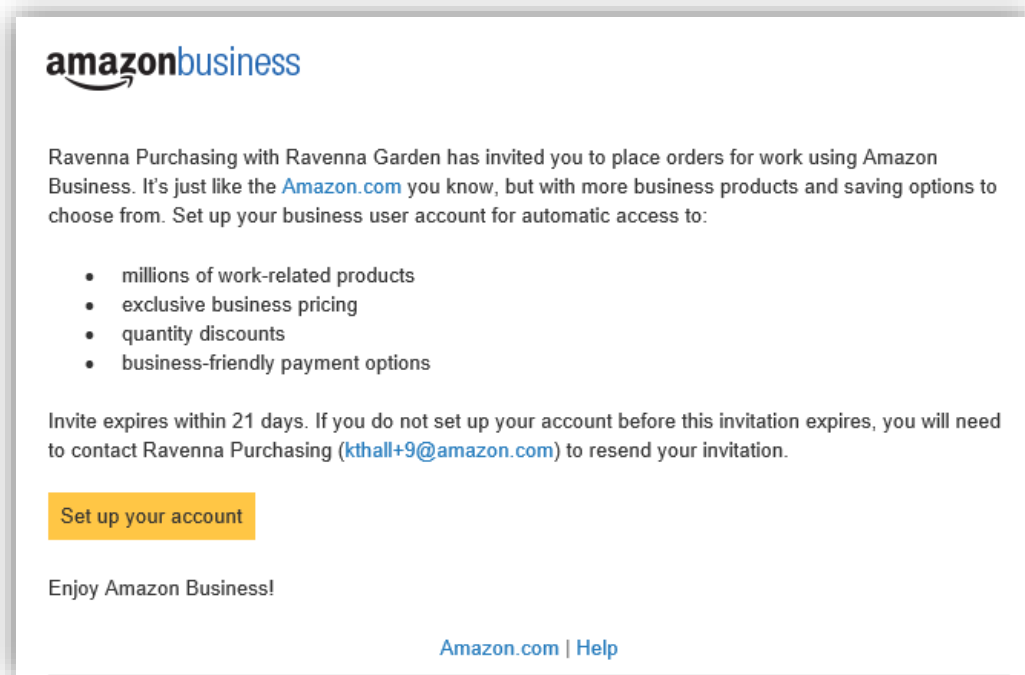 amazonbusiness
Ravenna Purchasing with Ravenna Garden has invited you to place orders for work using Amazon
Business. It's just like the Amazon.com you know, but with more business products and saving options to
choose from. Set up your business user account for automatic access to:
• millions of work-related products
• exclusive business pricing
• quantity discounts
• business-friendly payment options
Invite expires within 21 days. If you do not set up your account before this invitation expires, you will need
to contact Ravenna Purchasing (kthall+9@amazon.com) to resend your invitation.
Set up your account
Enjoy Amazon Business!
Amazon.com | Help